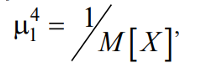 μ₁⁴ = 1/M[X]'